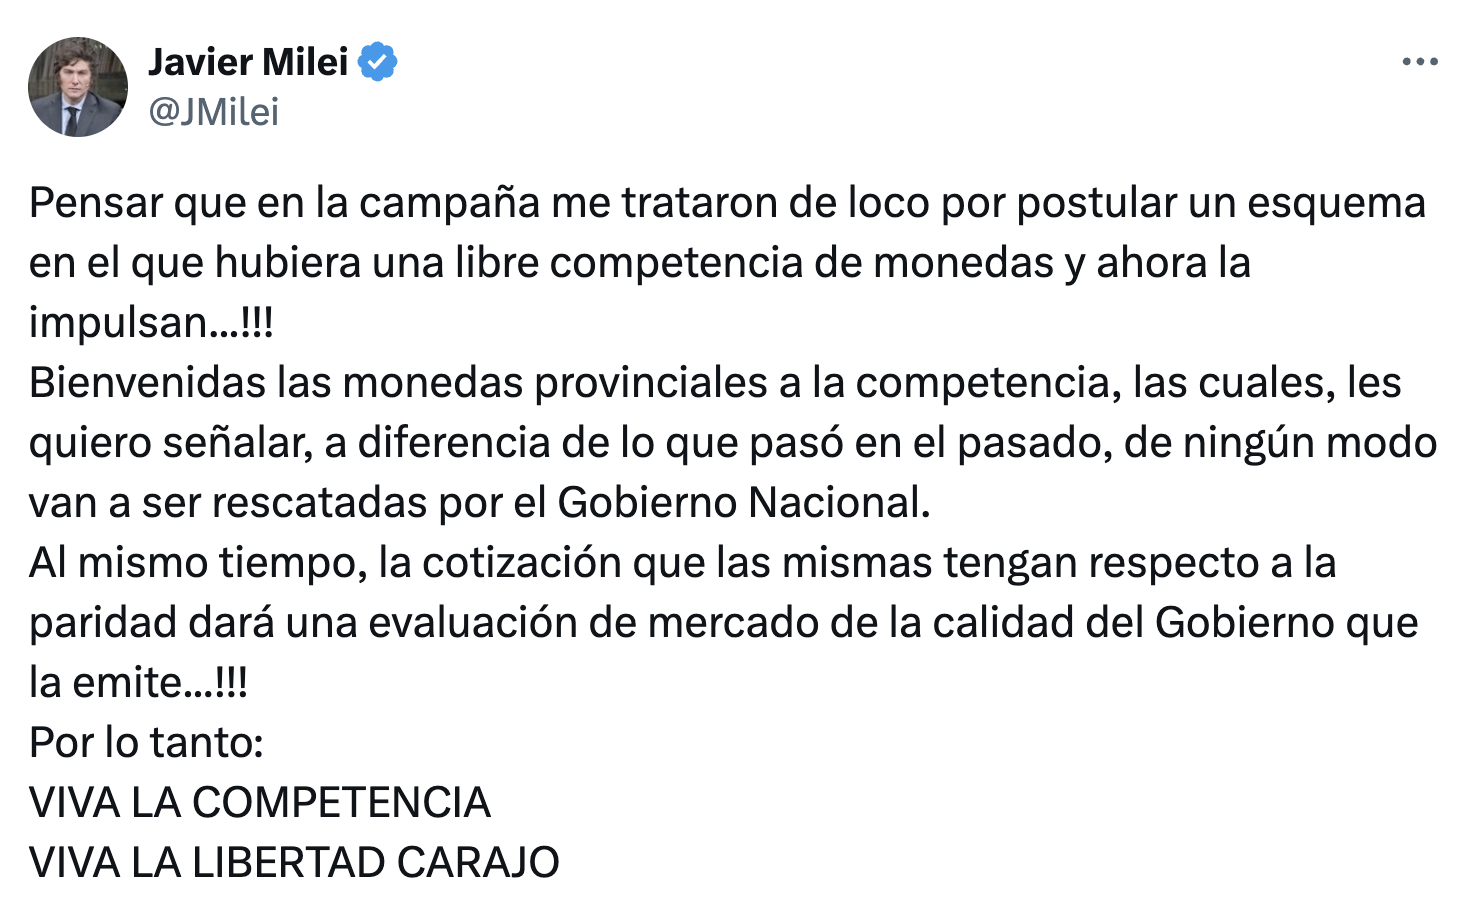 Javier Milei
@JMilei
Pensar que en la campaña me trataron de loco por postular un esquema
en el que hubiera una libre competencia de monedas y ahora la
impulsan...!!!
Bienvenidas las monedas provinciales a la competencia, las cuales, les
quiero señalar, a diferencia de lo que pasó en el pasado, de ningún modo
van a ser rescatadas por el Gobierno Nacional.
Al mismo tiempo, la cotización que las mismas tengan respecto a la
paridad dará una evaluación de mercado de la calidad del Gobierno que
la emite...!!!
Por lo tanto:
VIVA LA COMPETENCIA
VIVA LA LIBERTAD CARAJO